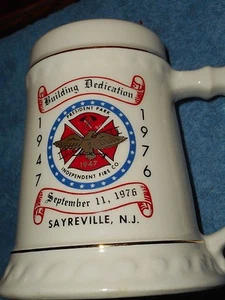 Building Dedication
PRESIDENT PARK
1947
1976
1947
INDEPENDENT FIRE CO.
September 11, 1976
SAYREVILLE, N.J.